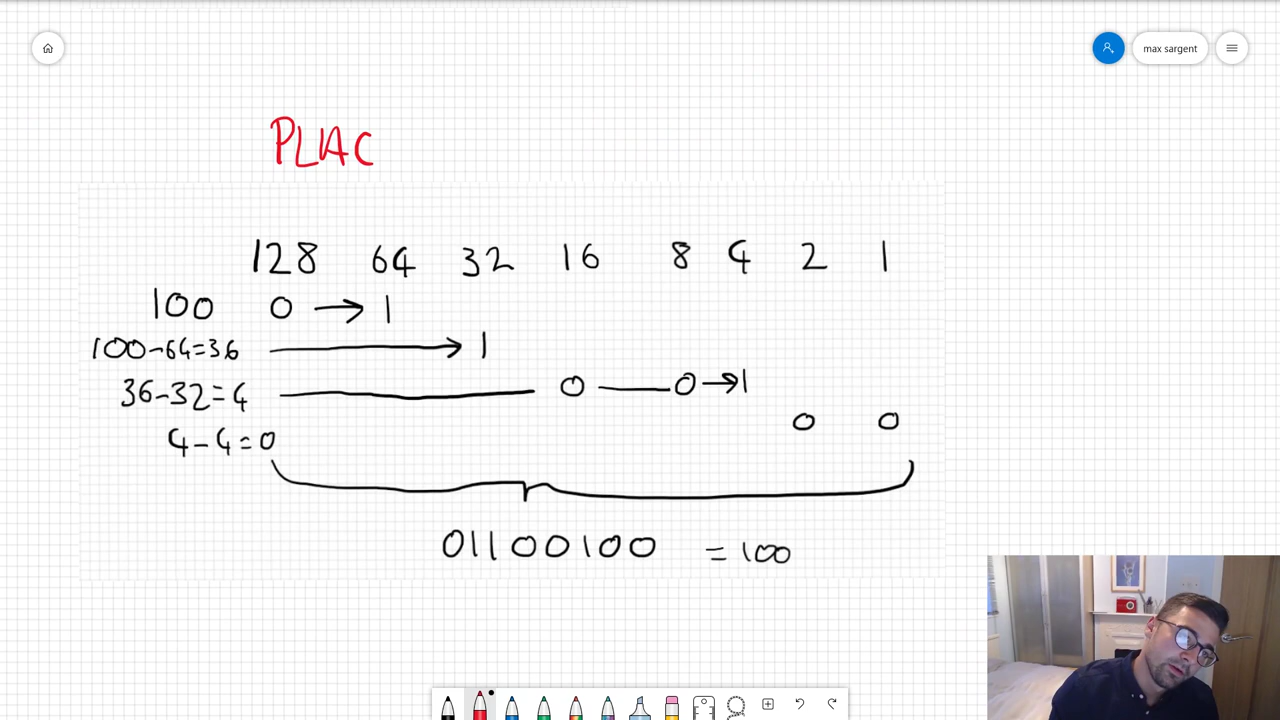 max sargent
PLAC
128 64 32 16 8 4 2 1
100 0 → 1
100-64=36 → 1
36-32=4 0 0 → 1
0 0
4-4=0
01100100 = 100